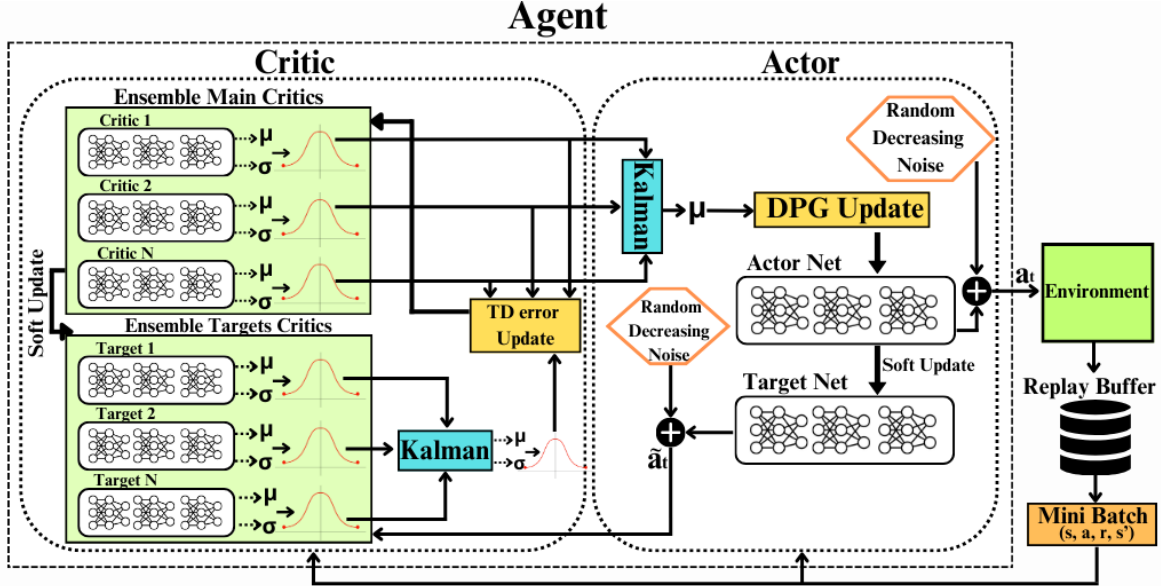 Agent
Critic
Actor
Ensemble Main Critics
Critic 1
μ
σ
Critic 2
μ
σ
Critic N
μ
σ
Soft Update
Ensemble Targets Critics
Target 1
μ
σ
Target 2
μ
σ
Target N
μ
σ
Kalman
μ
σ
TD error
Update
Kalman
μ
DPG Update
Random
Decreasing
Noise
Actor Net
Random
Decreasing
Noise
Soft Update
Target Net
ãt
at
Environment
Replay Buffer
Mini Batch
(s, a, r, s')